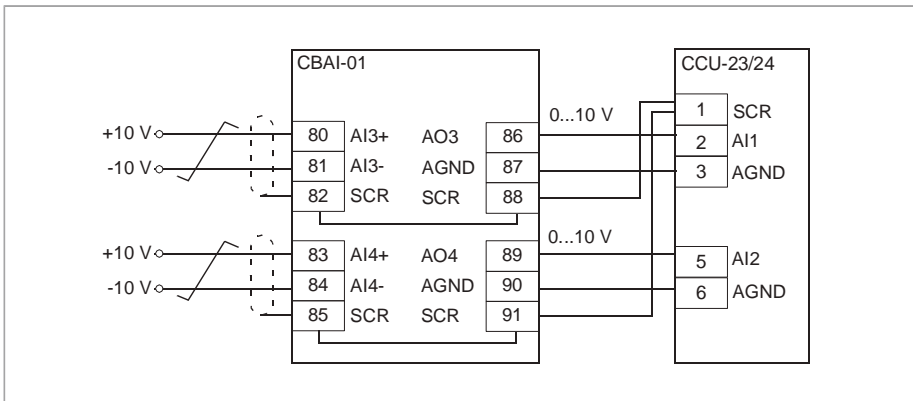 CBAI-01 CCU-23/24
0...10 V
1 SCR
+10 V 80 AI3+ AO3 86 2 AI1
-10 V 81 AI3- AGND 87 3 AGND
82 SCR SCR 88
0...10 V
+10 V 83 AI4+ AO4 89 5 AI2
-10 V 84 AI4- AGND 90 6 AGND
85 SCR SCR 91